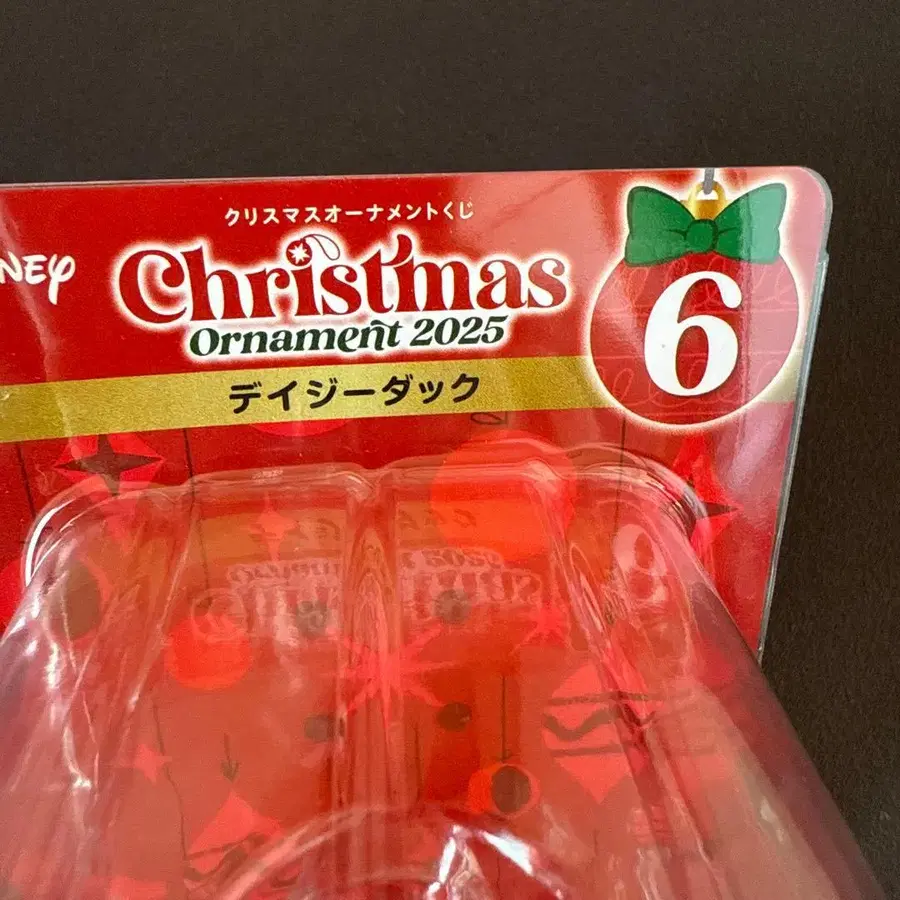 クリスマスオーナメントくじ
NEY
Christmas
Ornament 2025
6
デイジーダック